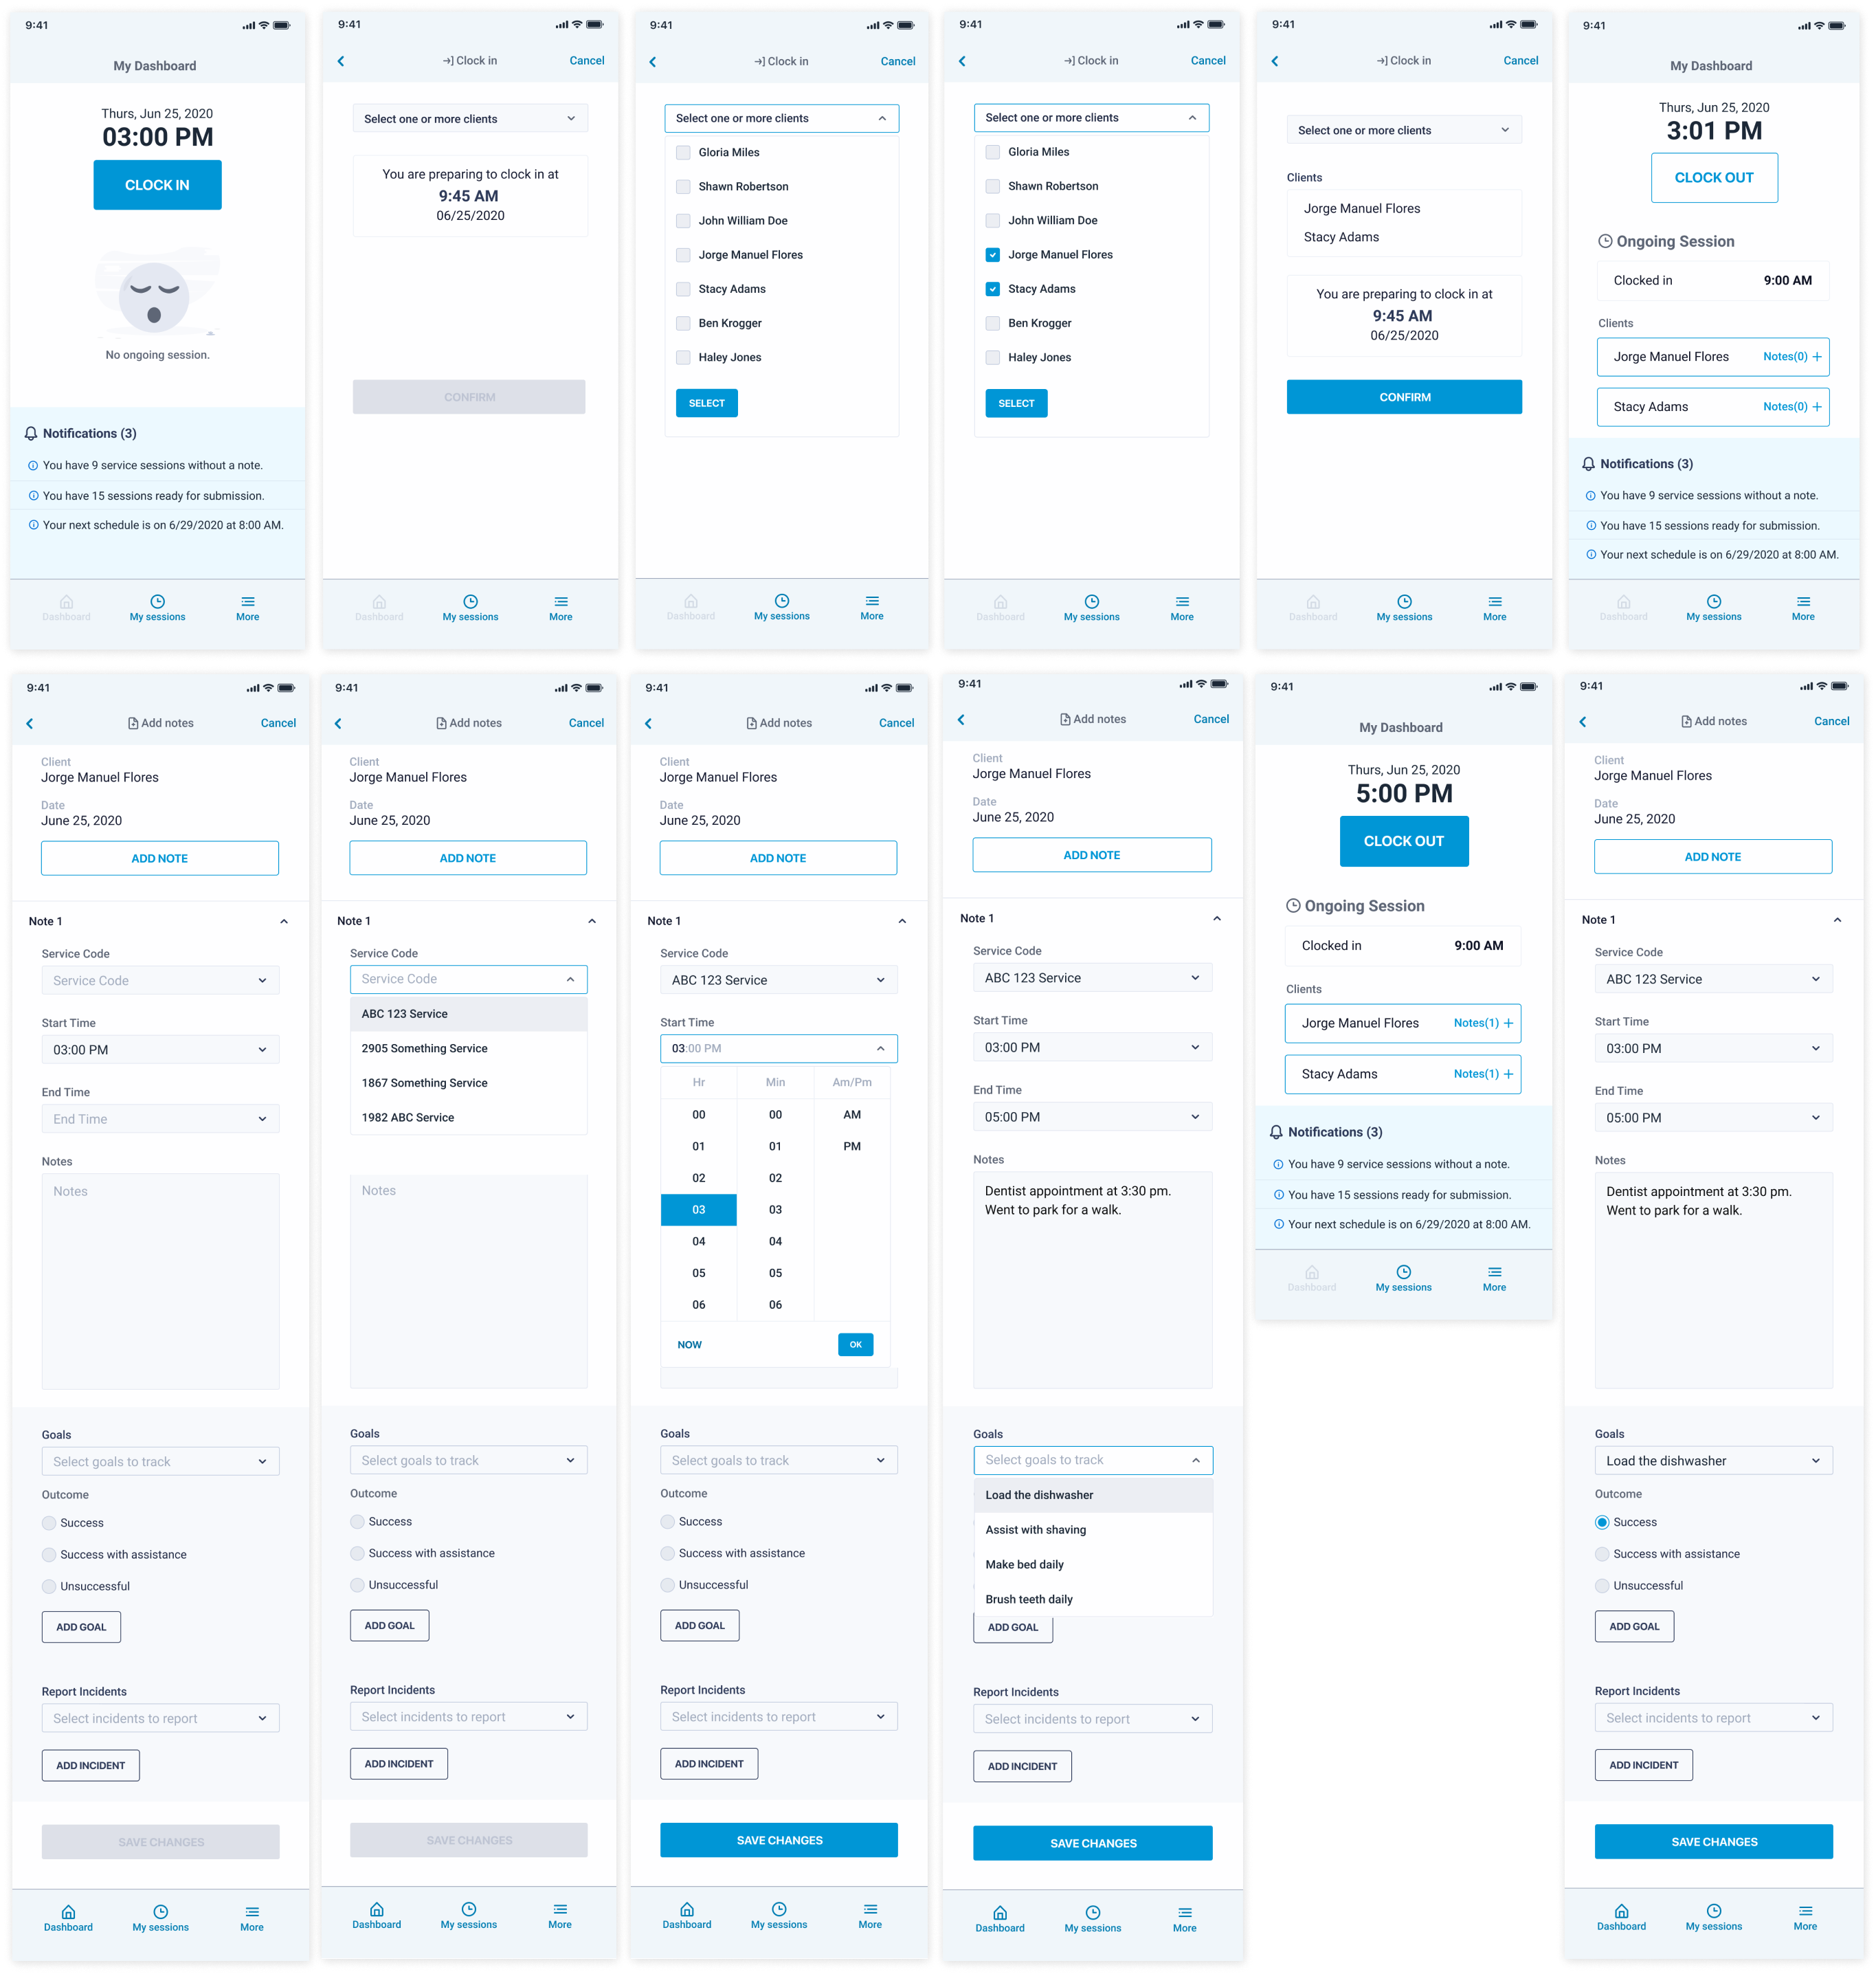 9:41
My Dashboard
Thurs, Jun 25, 2020
03:00 PM
CLOCK IN
No ongoing session.
Notifications (3)
You have 9 service sessions without a note.
You have 15 sessions ready for submission.
Your next schedule is on 6/29/2020 at 8:00 AM.
Dashboard
My sessions
More
9:41
Clock in
Cancel
Select one or more clients
You are preparing to clock in at
9:45 AM
06/25/2020
CONFIRM
Dashboard
My sessions
More
9:41
Clock in
Cancel
Select one or more clients
Gloria Miles
Shawn Robertson
John William Doe
Jorge Manuel Flores
Stacy Adams
Ben Krogger
Haley Jones
SELECT
Dashboard
My sessions
More
9:41
Clock in
Cancel
Select one or more clients
Gloria Miles
Shawn Robertson
John William Doe
Jorge Manuel Flores
Stacy Adams
Ben Krogger
Haley Jones
SELECT
Dashboard
My sessions
More
9:41
Clock in
Cancel
Select one or more clients
Clients
Jorge Manuel Flores
Stacy Adams
You are preparing to clock in at
9:45 AM
06/25/2020
CONFIRM
Dashboard
My sessions
More
9:41
My Dashboard
Thurs, Jun 25, 2020
3:01 PM
CLOCK OUT
Ongoing Session
Clocked in 9:00 AM
Clients
Jorge Manuel Flores Notes(0) +
Stacy Adams Notes(0) +
Notifications (3)
You have 9 service sessions without a note.
You have 15 sessions ready for submission.
Your next schedule is on 6/29/2020 at 8:00 AM.
Dashboard
My sessions
More
9:41
Add notes
Cancel
Client
Jorge Manuel Flores
Date
June 25, 2020
ADD NOTE
Note 1
Service Code
Service Code
Start Time
03:00 PM
End Time
End Time
Notes
Notes
Goals
Select goals to track
Outcome
Success
Success with assistance
Unsuccessful
ADD GOAL
Report Incidents
Select incidents to report
ADD INCIDENT
SAVE CHANGES
Dashboard
My sessions
More
9:41
Add notes
Cancel
Client
Jorge Manuel Flores
Date
June 25, 2020
ADD NOTE
Note 1
Service Code
Service Code
ABC 123 Service
2905 Something Service
1867 Something Service
1982 ABC Service
Notes
Goals
Select goals to track
Outcome
Success
Success with assistance
Unsuccessful
ADD GOAL
Report Incidents
Select incidents to report
ADD INCIDENT
SAVE CHANGES
Dashboard
My sessions
More
9:41
Add notes
Cancel
Client
Jorge Manuel Flores
Date
June 25, 2020
ADD NOTE
Note 1
Service Code
ABC 123 Service
Start Time
03:00 PM
Hr Min Am/Pm
00 00 AM
01 01 PM
02 02
03 03
04 04
05 05
06 06
NOW OK
Goals
Select goals to track
Outcome
Success
Success with assistance
Unsuccessful
ADD GOAL
Report Incidents
Select incidents to report
ADD INCIDENT
SAVE CHANGES
Dashboard
My sessions
More
9:41
Add notes
Cancel
Client
Jorge Manuel Flores
Date
June 25, 2020
ADD NOTE
Note 1
Service Code
ABC 123 Service
Start Time
03:00 PM
End Time
05:00 PM
Notes
Dentist appointment at 3:30 pm.
Went to park for a walk.
Goals
Select goals to track
Load the dishwasher
Assist with shaving
Make bed daily
Brush teeth daily
ADD GOAL
Report Incidents
Select incidents to report
ADD INCIDENT
SAVE CHANGES
Dashboard
My sessions
More
9:41
My Dashboard
Thurs, Jun 25, 2020
5:00 PM
CLOCK OUT
Ongoing Session
Clocked in 9:00 AM
Clients
Jorge Manuel Flores Notes(1) +
Stacy Adams Notes(1) +
Notifications (3)
You have 9 service sessions without a note.
You have 15 sessions ready for submission.
Your next schedule is on 6/29/2020 at 8:00 AM.
Dashboard
My sessions
More
9:41
Add notes
Cancel
Client
Jorge Manuel Flores
Date
June 25, 2020
ADD NOTE
Note 1
Service Code
ABC 123 Service
Start Time
03:00 PM
End Time
05:00 PM
Notes
Dentist appointment at 3:30 pm.
Went to park for a walk.
Goals
Load the dishwasher
Outcome
Success
Success with assistance
Unsuccessful
ADD GOAL
Report Incidents
Select incidents to report
ADD INCIDENT
SAVE CHANGES
Dashboard
My sessions
More